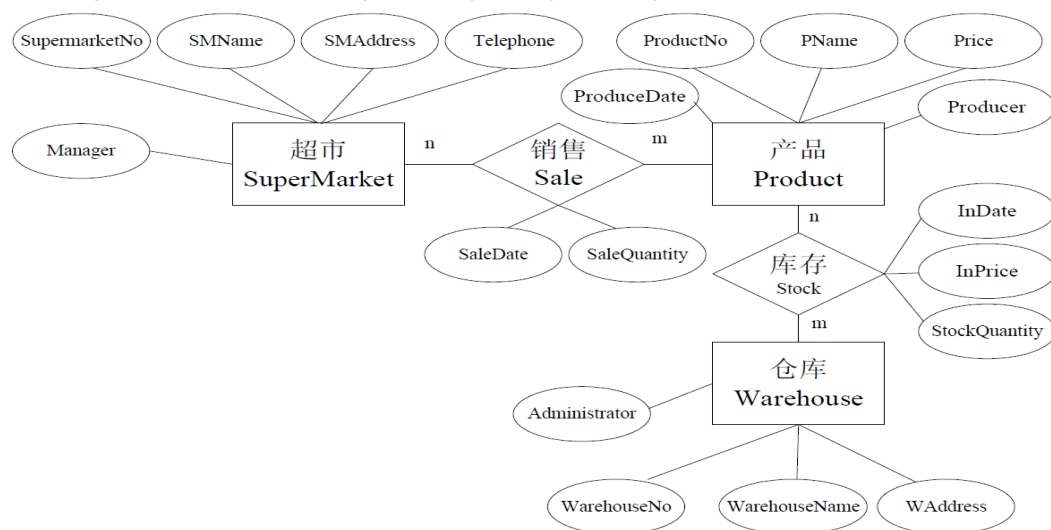 SupermarketNo
SMName
SMAddress
Telephone
ProductNo
PName
Price
ProduceDate
Producer
Manager
超市
SuperMarket
n
销售
Sale
m
产品
Product
SaleDate
SaleQuantity
n
InDate
库存
Stock
InPrice
StockQuantity
m
仓库
Warehouse
Administrator
WarehouseNo
WarehouseName
WAddress